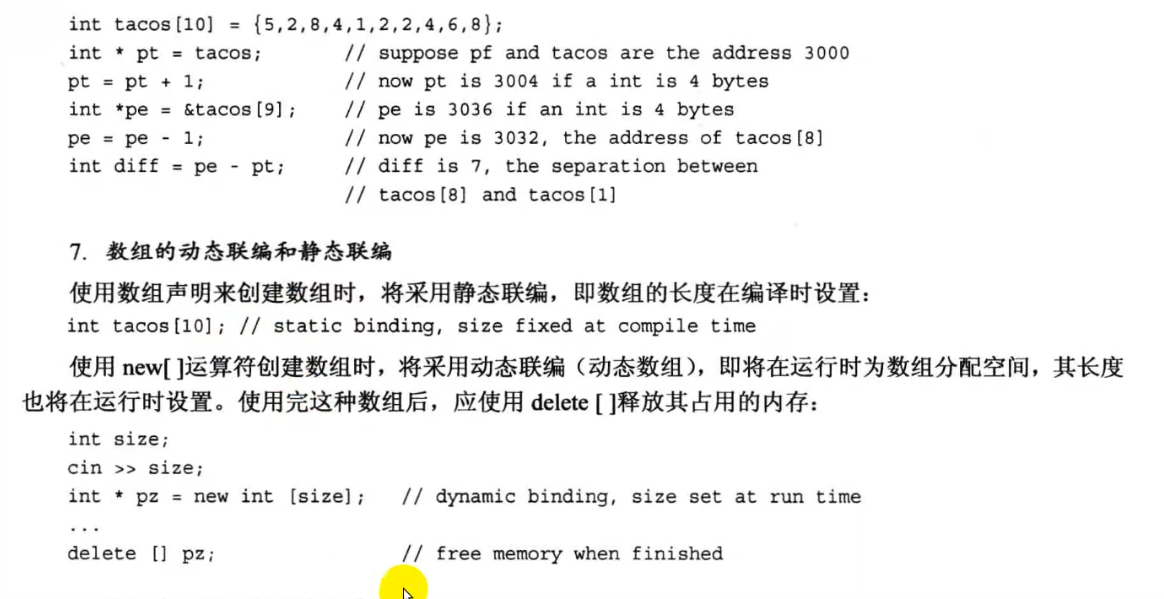 int tacos[10] = {5,2,8,4,1,2,2,4,6,8};
int * pt = tacos; // suppose pf and tacos are the address 3000
pt = pt + 1; // now pt is 3004 if a int is 4 bytes
int *pe = &tacos[9]; // pe is 3036 if an int is 4 bytes
pe = pe - 1; // now pe is 3032, the address of tacos[8]
int diff = pe - pt; // diff is 7, the separation between
// tacos[8] and tacos[1]
7. 数组的动态联编和静态联编
使用数组声明来创建数组时，将采用静态联编，即数组的长度在编译时设置：
int tacos[10]; // static binding, size fixed at compile time
使用 new[ ]运算符创建数组时，将采用动态联编（动态数组），即将在运行时为数组分配空间，其长度
也将在运行时设置。使用完这种数组后，应使用 delete [ ]释放其占用的内存：
int size;
cin >> size;
int * pz = new int [size]; // dynamic binding, size set at run time
...
delete [] pz; // free memory when finished